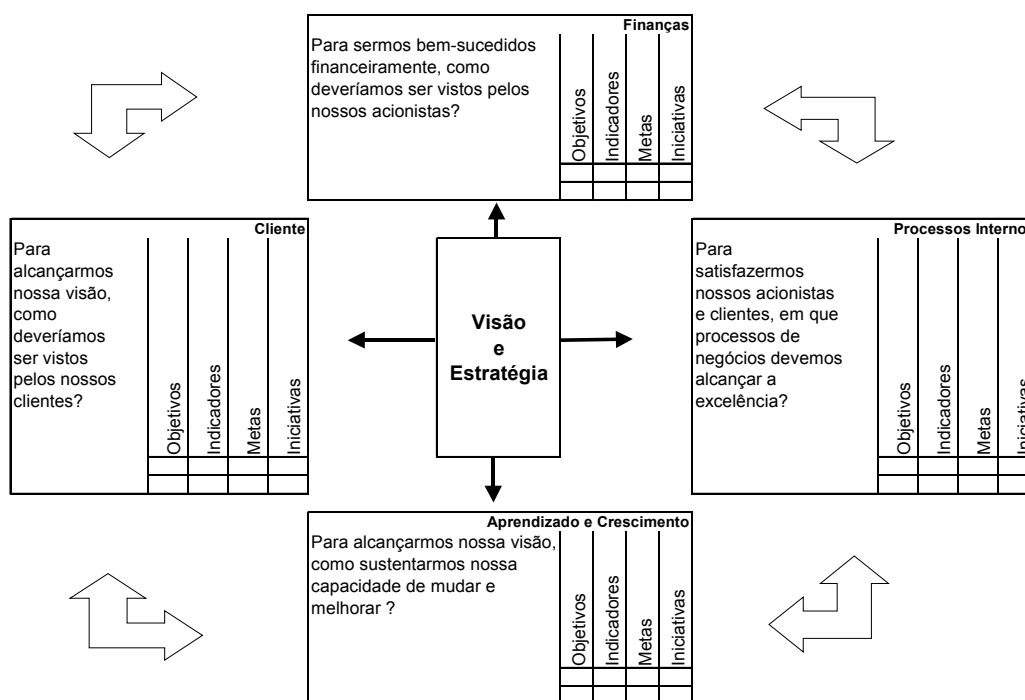 Finanças
Para sermos bem-sucedidos
financeiramente, como
deveríamos ser vistos pelos
nossos acionistas?
Objetivos
Indicadores
Metas
Iniciativas
Cliente
Para
alcançarmos
nossa visão,
como
deveríamos
ser vistos
pelos nossos
clientes?
Objetivos
Indicadores
Metas
Iniciativas
Visão
e
Estratégia
Processos Interno
Para
satisfazermos
nossos acionistas
e clientes, em que
processos de
negócios devemos
alcançar a
excelência?
Objetivos
Indicadores
Metas
Iniciativas
Aprendizado e Crescimento
Para alcançarmos nossa visão,
como sustentarmos nossa
capacidade de mudar e
melhorar ?
Objetivos
Indicadores
Metas
Iniciativas